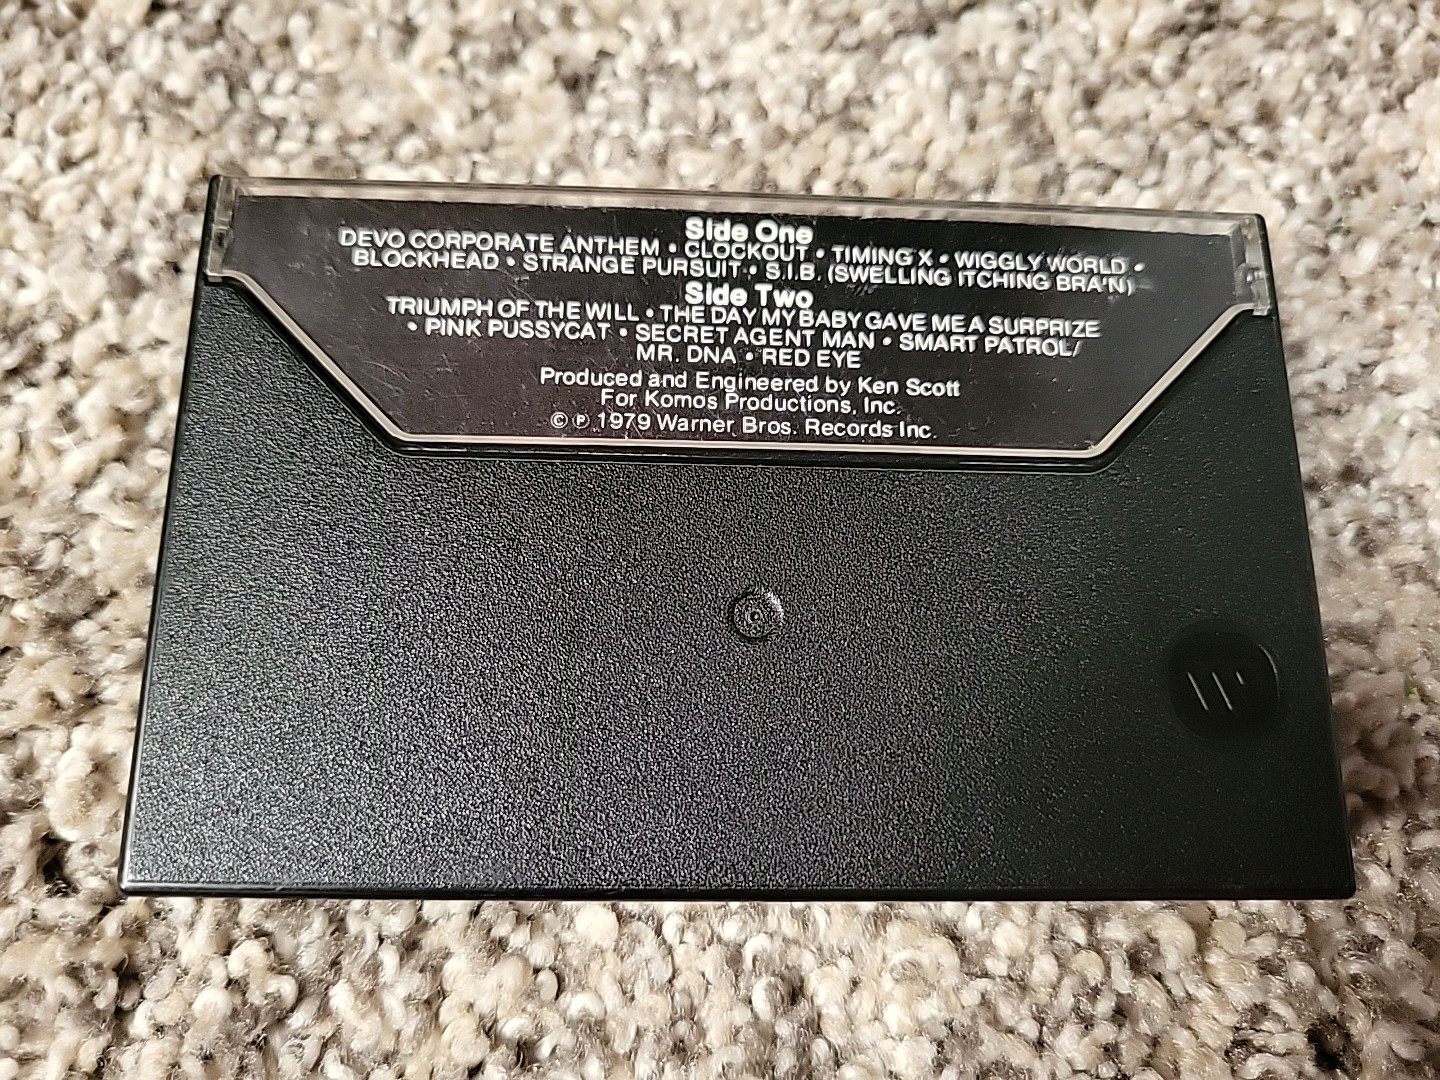 Side One
DEVO CORPORATE ANTHEM • CLOCKOUT • TIMING X • WIGGLY WORLD •
BLOCKHEAD • STRANGE PURSUIT • S.I.B. (SWELLING ITCHING BRA'N)
Side Two
TRIUMPH OF THE WILL • THE DAY MY BABY GAVE ME A SURPRIZE
• PINK PUSSYCAT • SECRET AGENT MAN • SMART PATROL/
MR. DNA • RED EYE
Produced and Engineered by Ken Scott
For Komos Productions, Inc.
© ℗ 1979 Warner Bros. Records Inc.